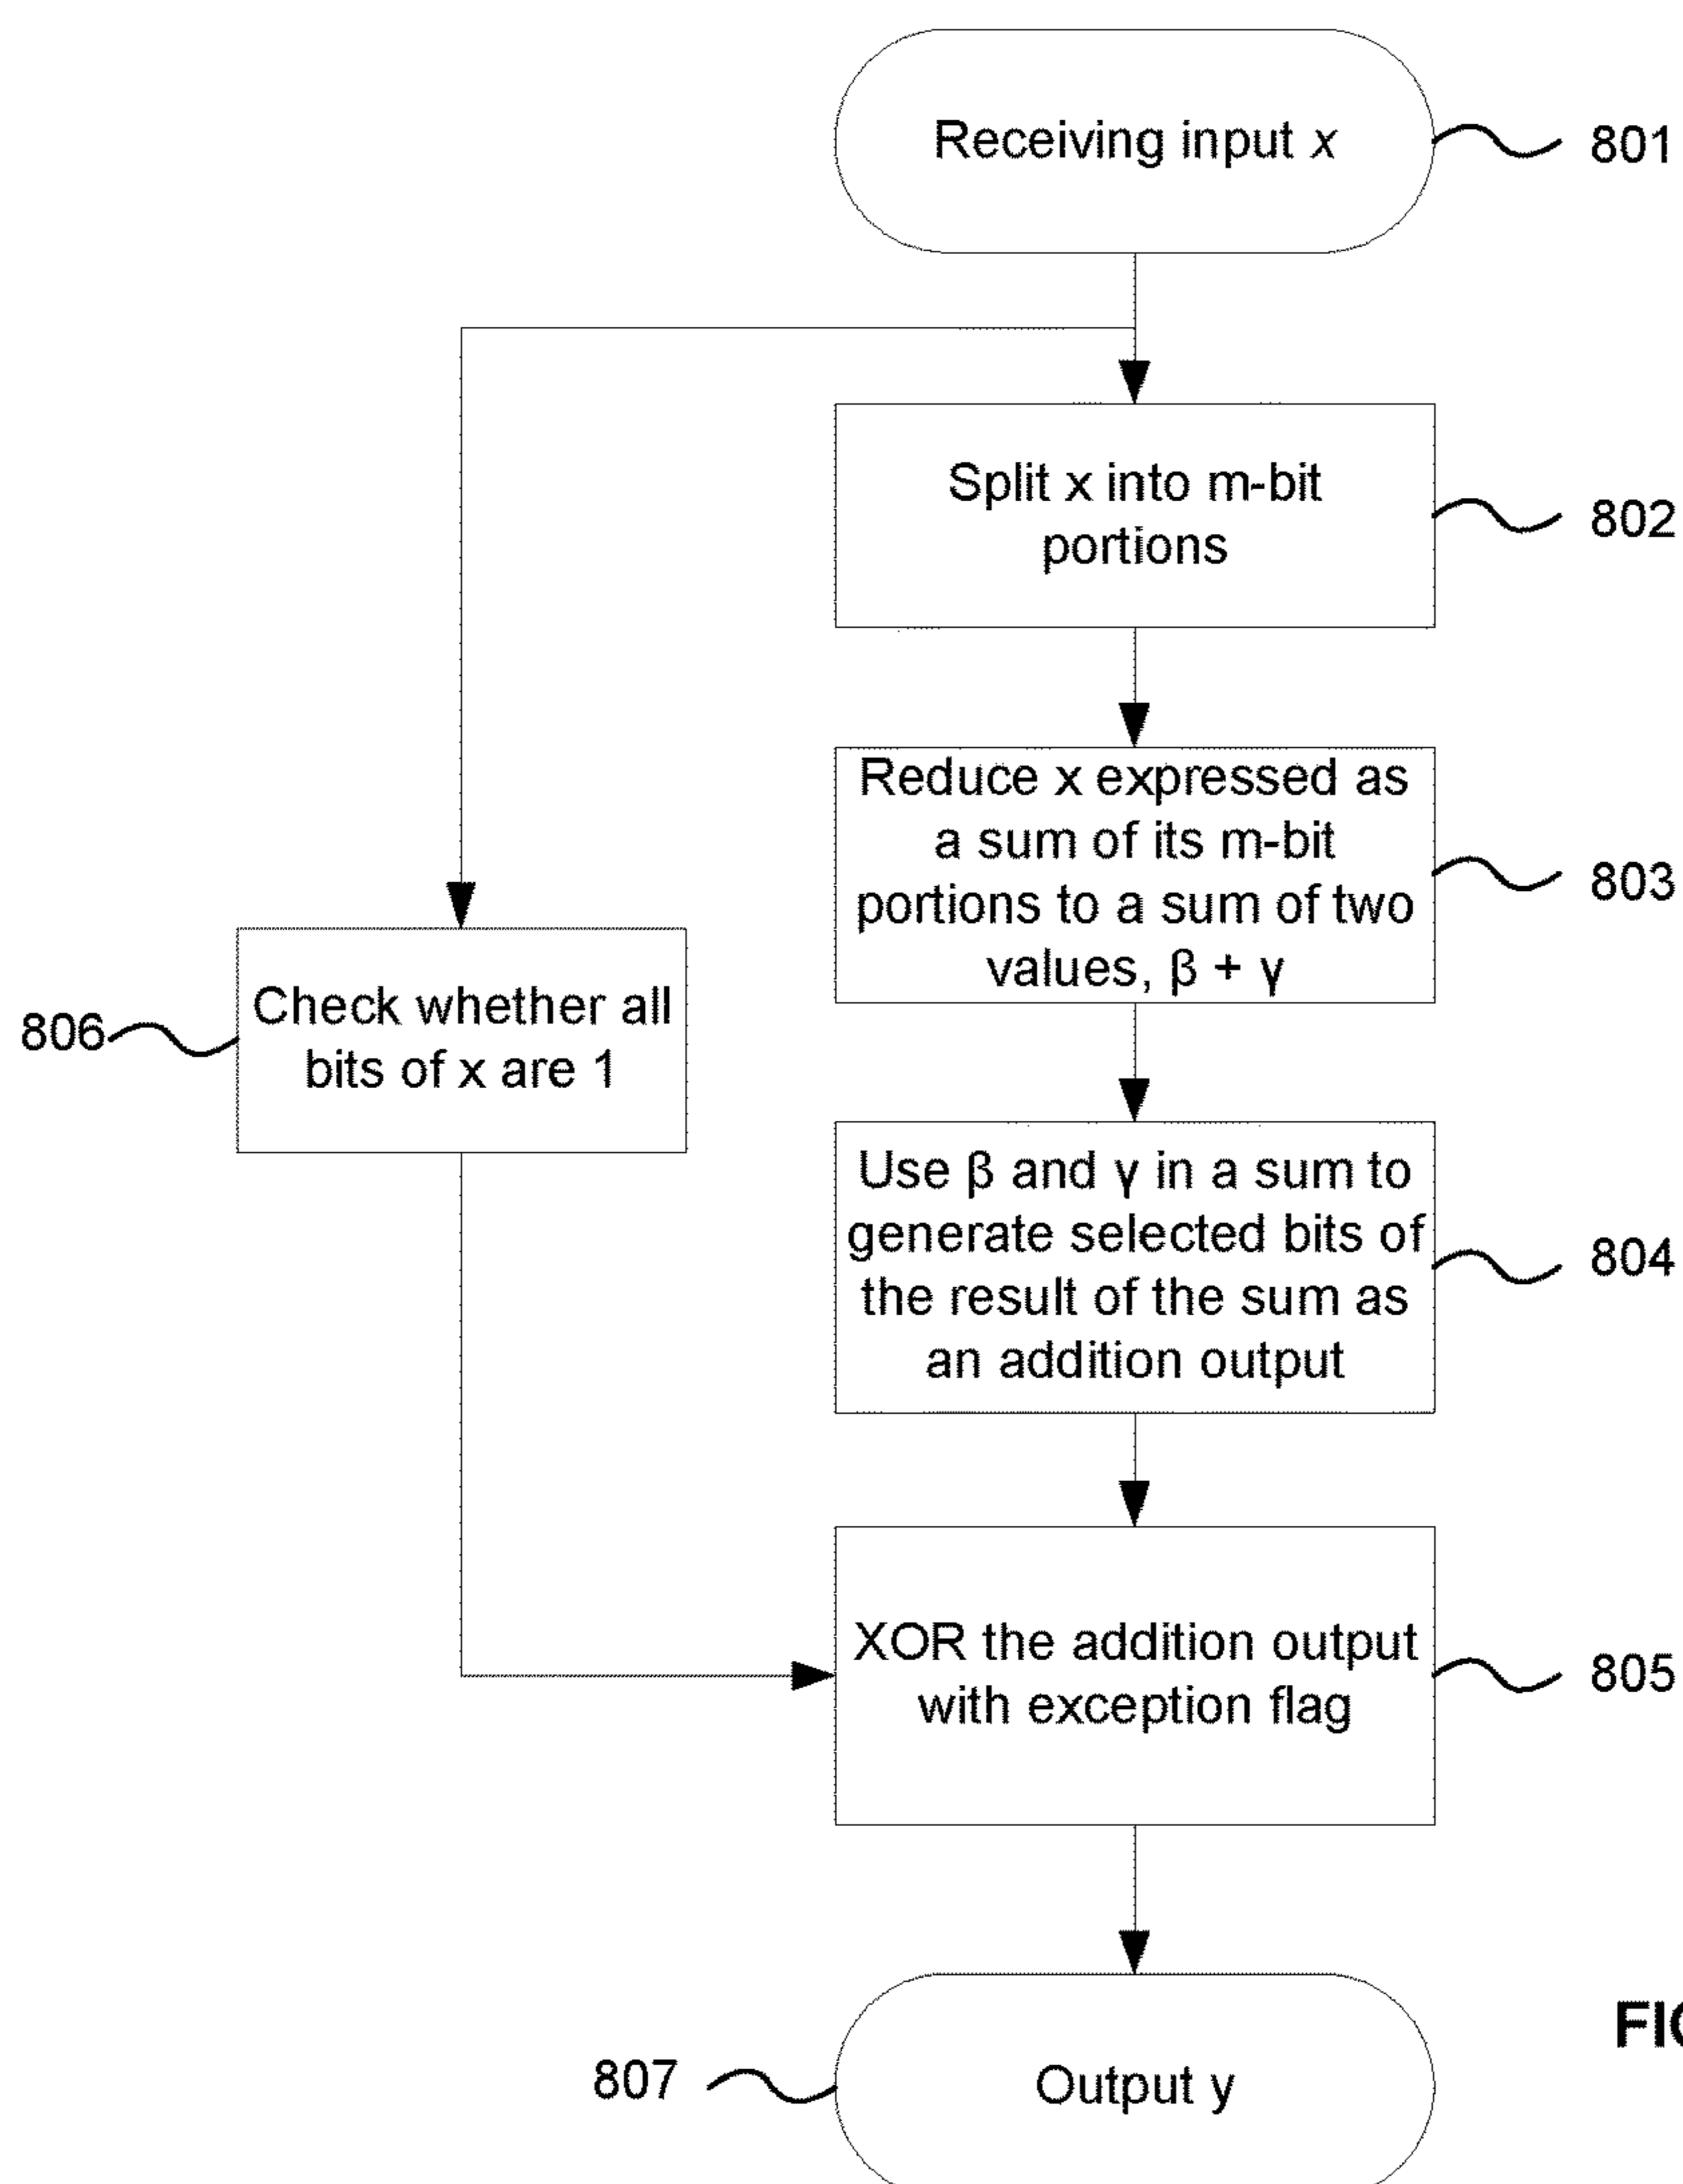 Receiving input x
801
Split x into m-bit
portions
802
Reduce x expressed as
a sum of its m-bit
portions to a sum of two
values, β + γ
803
806
Check whether all
bits of x are 1
Use β and γ in a sum to
generate selected bits of
the result of the sum as
an addition output
804
XOR the addition output
with exception flag
805
807
Output y